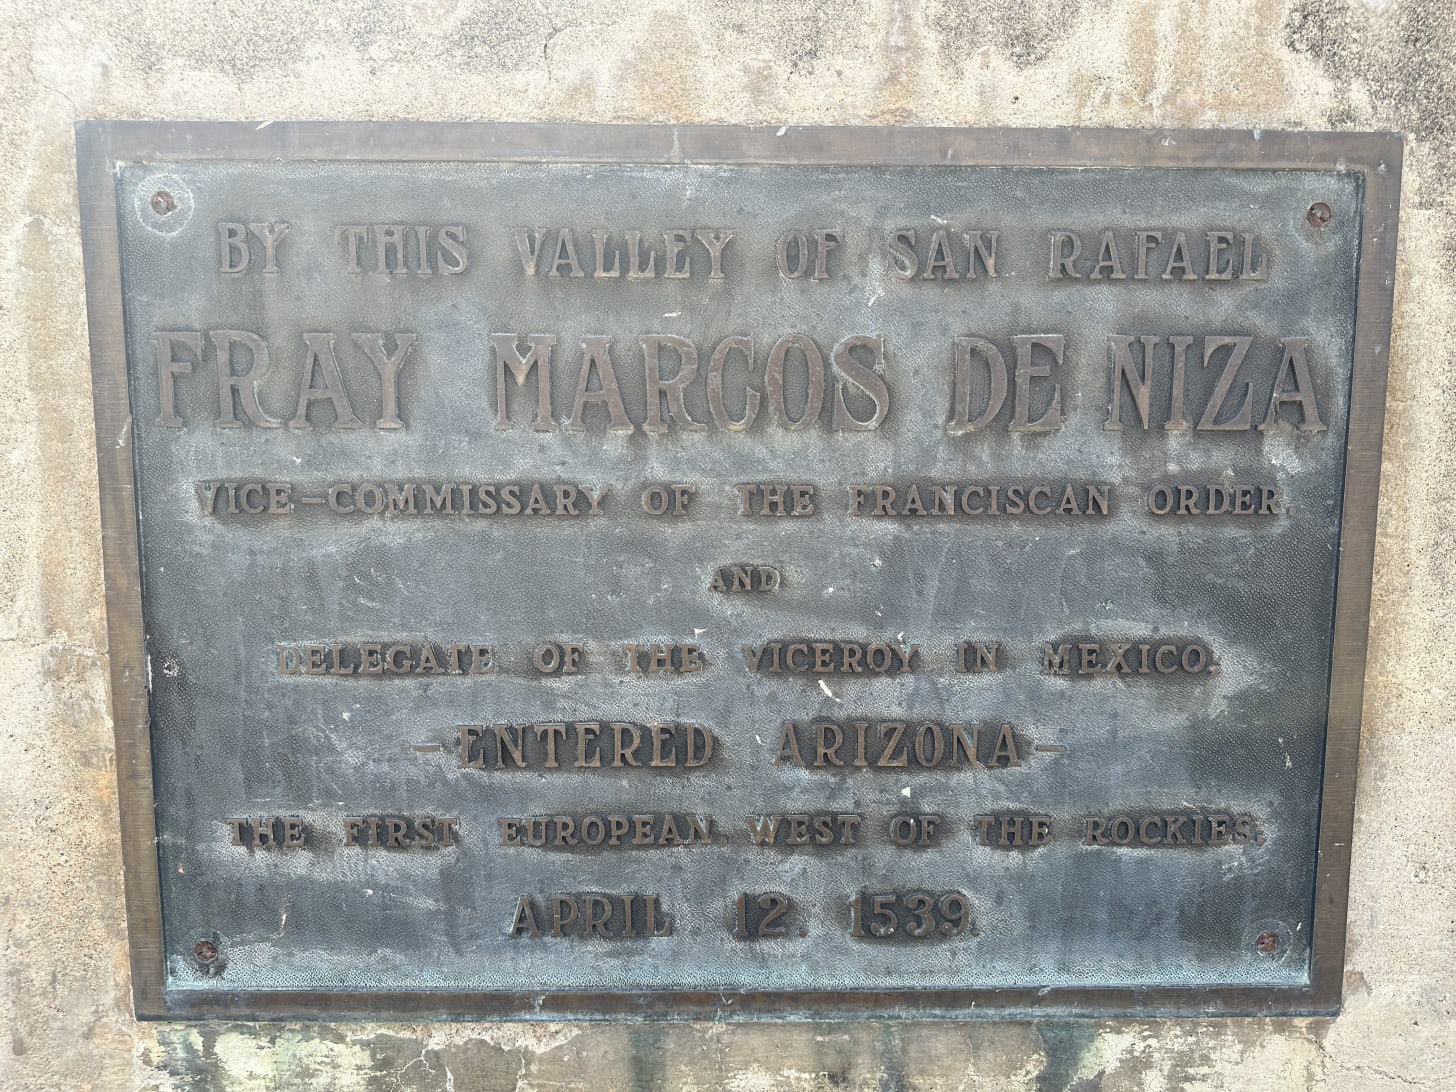 BY THIS VALLEY OF SAN RAFAEL
FRAY MARCOS DE NIZA
VICE-COMMISSARY OF THE FRANCISCAN ORDER,
AND
DELEGATE OF THE VICEROY IN MEXICO,
-ENTERED ARIZONA-
THE FIRST EUROPEAN, WEST OF THE ROCKIES,
APRIL 12. 1539.